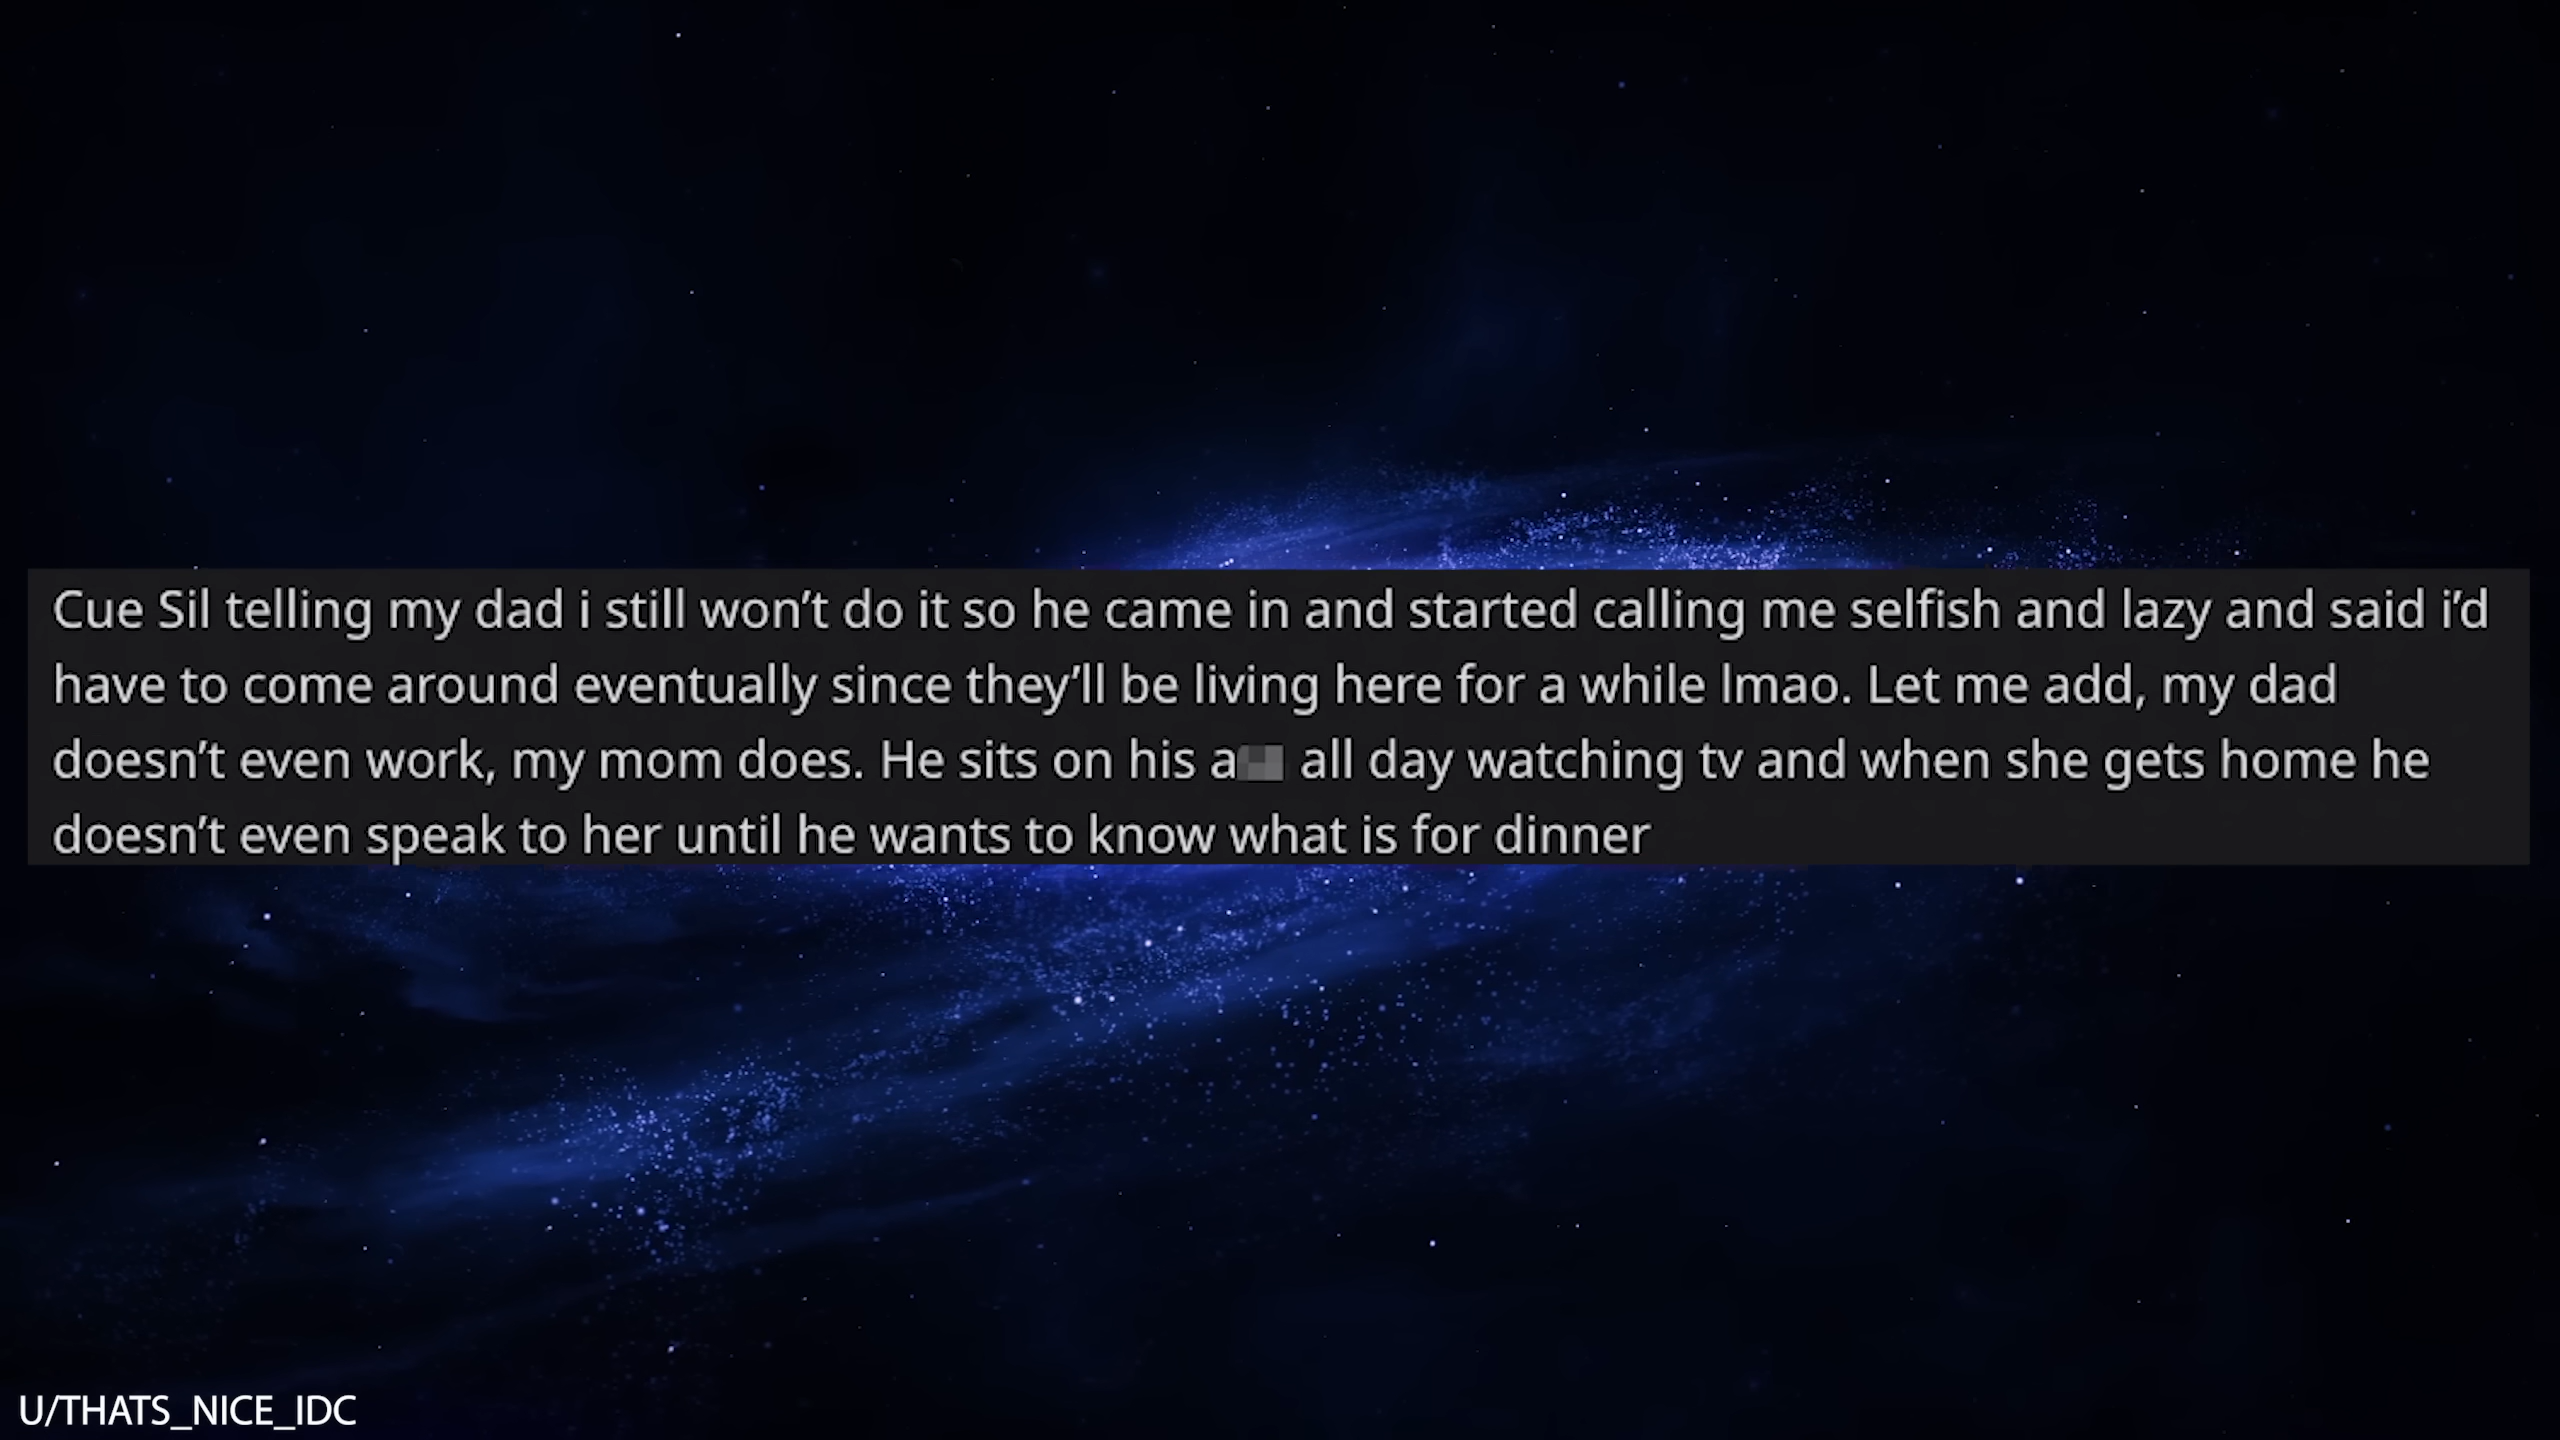 Cue Sil telling my dad i still won’t do it so he came in and started calling me selfish and lazy and said i’d
have to come around eventually since they’ll be living here for a while lmao. Let me add, my dad
doesn’t even work, my mom does. He sits on his a all day watching tv and when she gets home he
doesn’t even speak to her until he wants to know what is for dinner
U/THATS_NICE_IDC